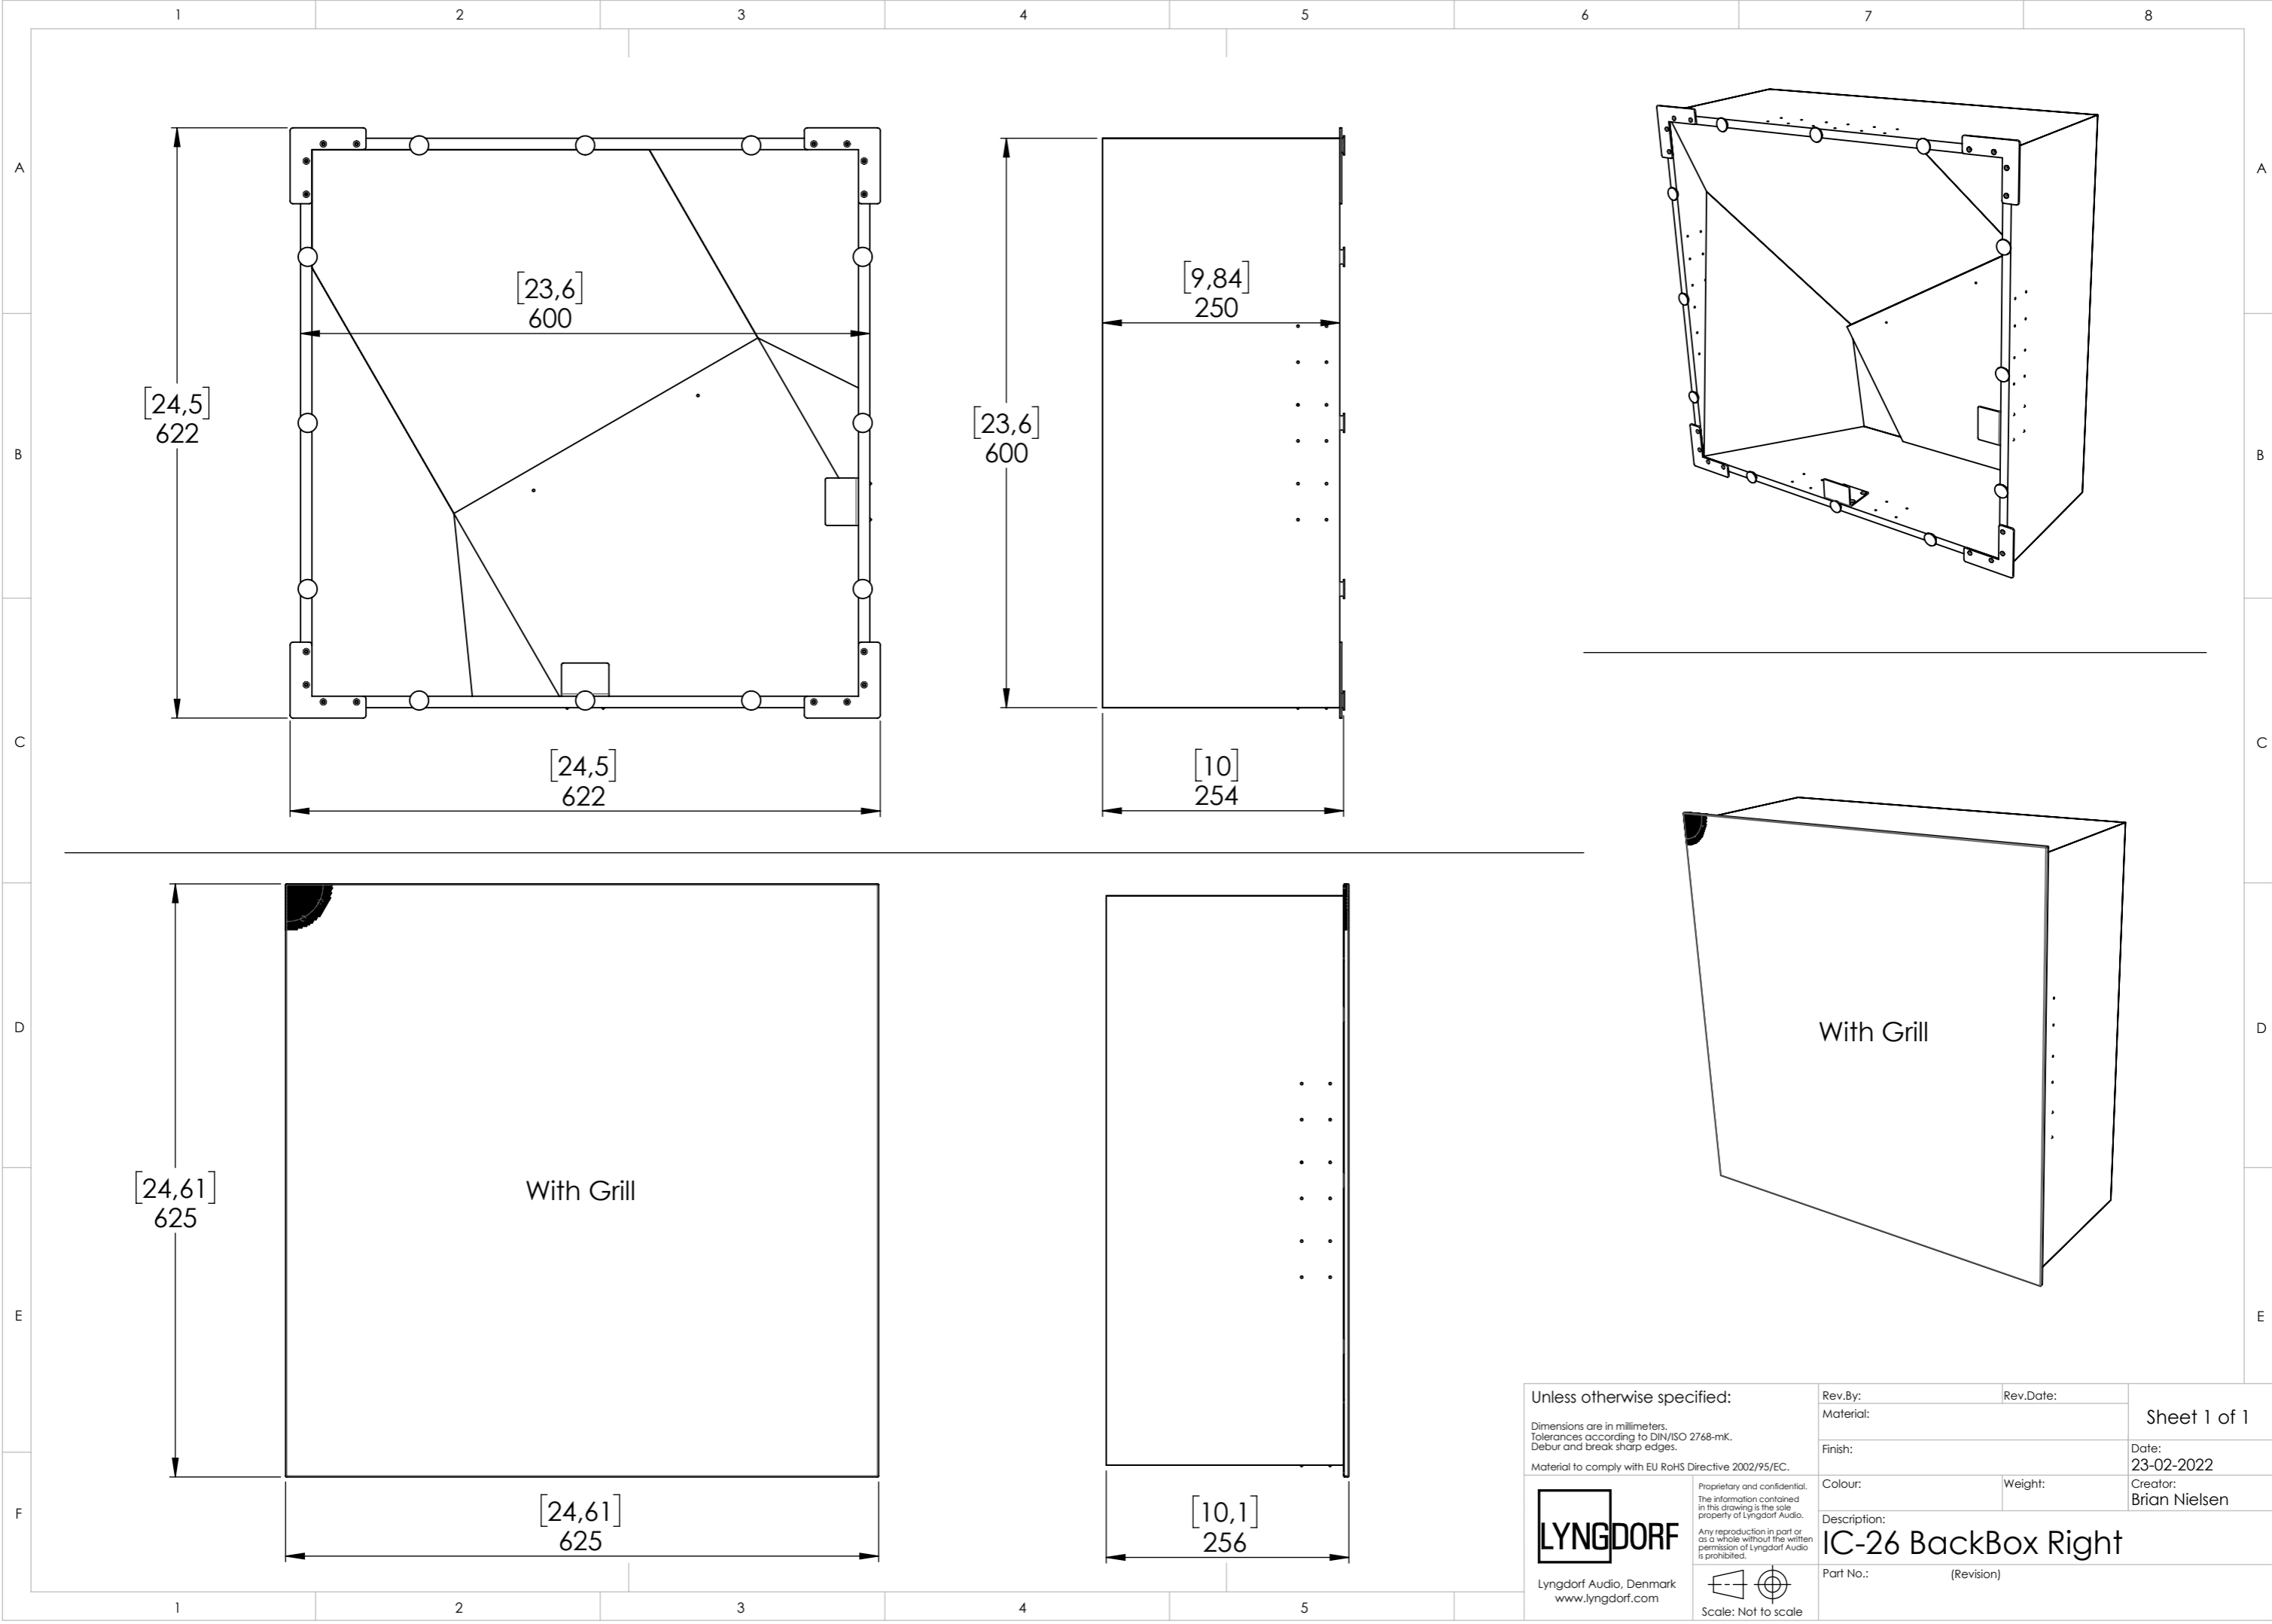 1 2 3 4 5 6 7 8
A A
B B
C C
D D
E E
F
[24,5]
622
[23,6]
600
[24,5]
622
[23,6]
600
[9,84]
250
[10]
254
[24,61]
625
With Grill
[24,61]
625
[10,1]
256
With Grill
Unless otherwise specified:
Dimensions are in millimeters.
Tolerances according to DIN/ISO 2768-mK.
Debur and break sharp edges.
Material to comply with EU RoHS Directive 2002/95/EC.
LYNGDORF
Lyngdorf Audio, Denmark
www.lyngdorf.com
Proprietary and confidential.
The information contained
in this drawing is the sole
property of Lyngdorf Audio.
Any reproduction in part or
as a whole without the written
permission of Lyngdorf Audio
is prohibited.
Scale: Not to scale
Rev.By: Rev.Date:
Material:
Sheet 1 of 1
Finish:
Date:
23-02-2022
Colour: Weight:
Creator:
Brian Nielsen
Description:
IC-26 BackBox Right
Part No.: (Revision)
1 2 3 4 5